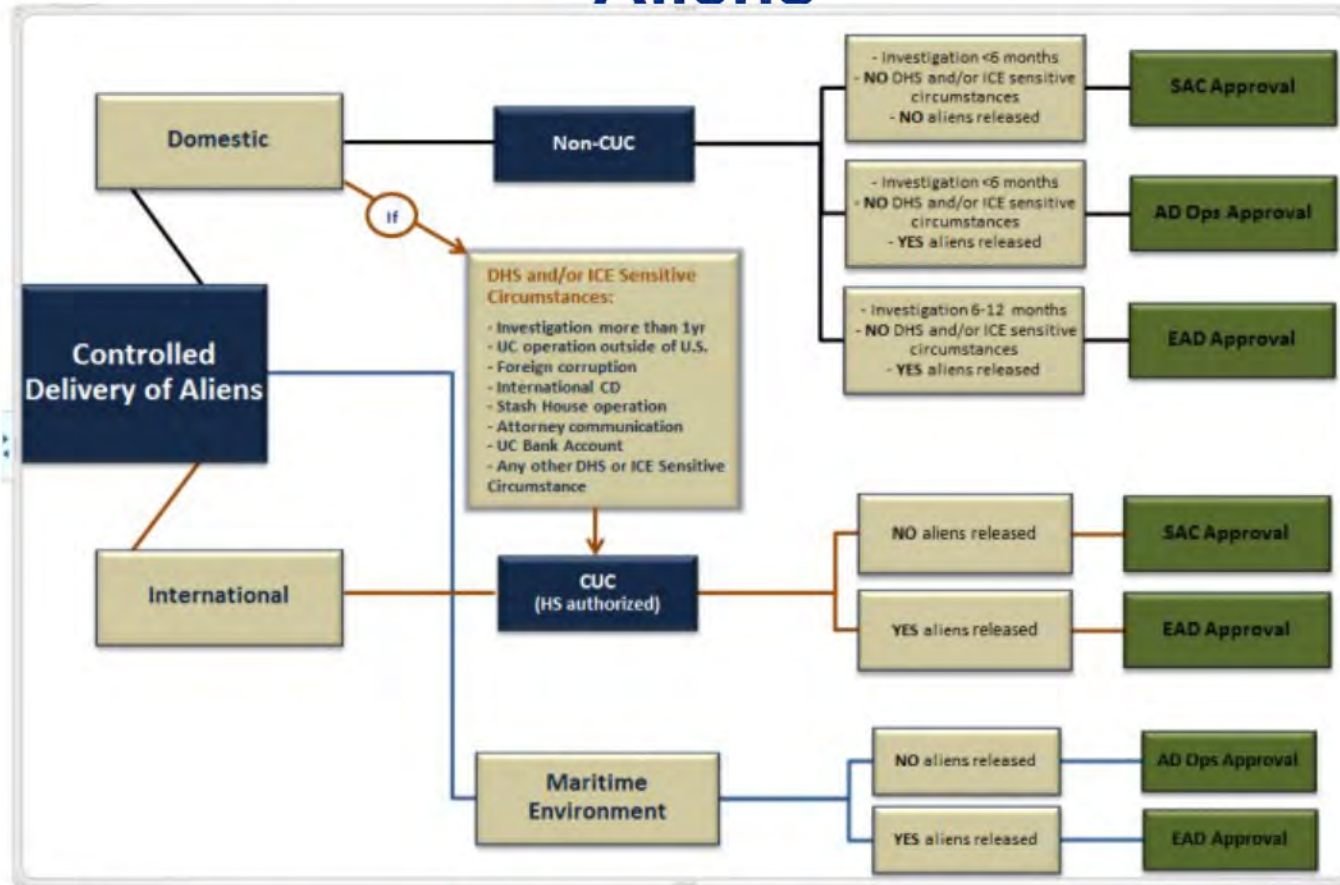 Aliens
Domestic
If
Non-CUC
- Investigation <6 months
- NO DHS and/or ICE sensitive
circumstances
- NO aliens released
SAC Approval
- Investigation <6 months
- NO DHS and/or ICE sensitive
circumstances
- YES aliens released
AD Ops Approval
- Investigation 6-12 months
- NO DHS and/or ICE sensitive
circumstances
- YES aliens released
EAD Approval
DHS and/or ICE Sensitive
Circumstances:
- Investigation more than 1yr
- UC operation outside of U.S.
- Foreign corruption
- International CD
- Stash House operation
- Attorney communication
- UC Bank Account
- Any other DHS or ICE Sensitive
Circumstance
Controlled
Delivery of Aliens
International
CUC
(HS authorized)
NO aliens released
SAC Approval
YES aliens released
EAD Approval
Maritime
Environment
NO aliens released
AD Ops Approval
YES aliens released
EAD Approval